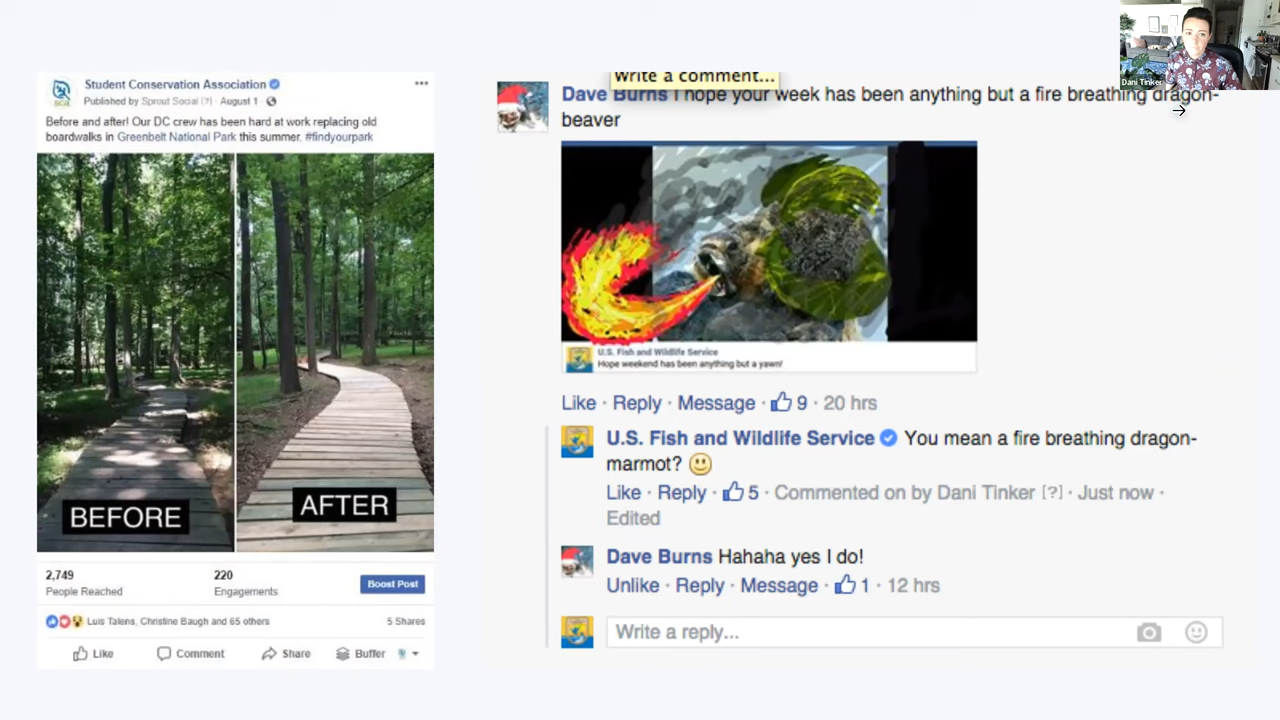 Student Conservation Association
Published by Sprout Social [?] · August 1 ·
Before and after! Our DC crew has been hard at work replacing old
boardwalks in Greenbelt National Park this summer. #findyourpark
BEFORE
AFTER
2,749
People Reached
220
Engagements
Boost Post
Luis Talens, Christine Baugh and 65 others
5 Shares
Like
Comment
Share
Buffer
Write a comment...
Dave Burns I hope your week has been anything but a fire breathing dragon-
beaver
U.S. Fish and Wildlife Service
Hope weekend has been anything but a yawn!
Like · Reply · Message · 9 · 20 hrs
U.S. Fish and Wildlife Service You mean a fire breathing dragon-
marmot?
Like · Reply · 5 · Commented on by Dani Tinker [?] · Just now ·
Edited
Dave Burns Hahaha yes I do!
Unlike · Reply · Message · 1 · 12 hrs
Write a reply...
Dani Tinker